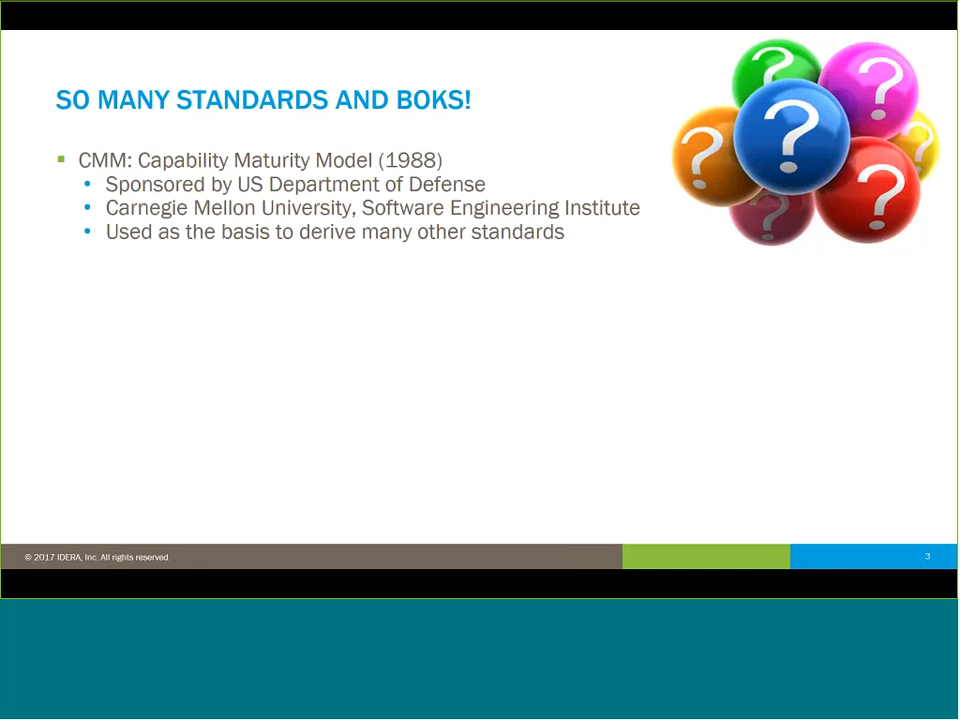 SO MANY STANDARDS AND BOKS!
▪ CMM: Capability Maturity Model (1988)
• Sponsored by US Department of Defense
• Carnegie Mellon University, Software Engineering Institute
• Used as the basis to derive many other standards
? ? ? ? ? ? ?
© 2017 IDERA, Inc. All rights reserved.
3